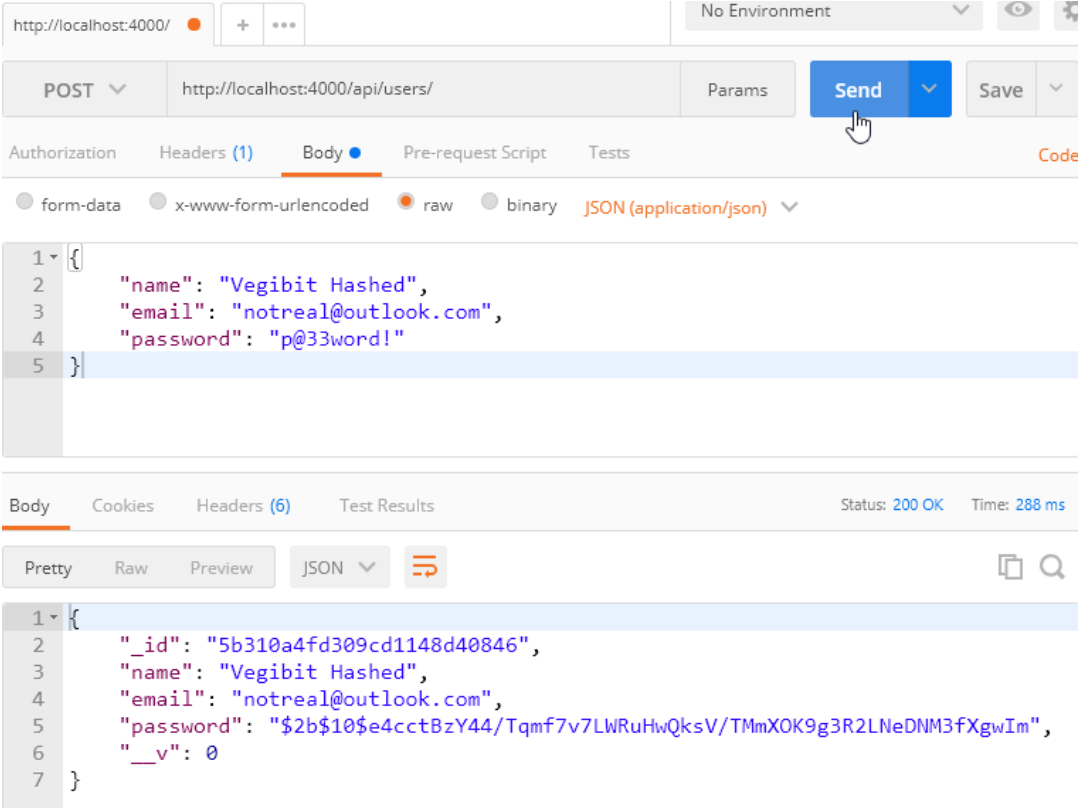 http://localhost:4000/
+
No Environment
POST http://localhost:4000/api/users/ Params Send Save
Authorization Headers (1) Body Pre-request Script Tests Code
form-data x-www-form-urlencoded raw binary JSON (application/json)
1 {
2 "name": "Vegibit Hashed",
3 "email": "notreal@outlook.com",
4 "password": "p@33word!"
5 }
Body Cookies Headers (6) Test Results Status: 200 OK Time: 288 ms
Pretty Raw Preview JSON
1 {
2 "_id": "5b310a4fd309cd1148d40846",
3 "name": "Vegibit Hashed",
4 "email": "notreal@outlook.com",
5 "password": "$2b$10$e4cctBzY44/Tqmf7v7LWRuHwQksV/TMmXOK9g3R2LNeDNM3fXgwIm",
6 "__v": 0
7 }